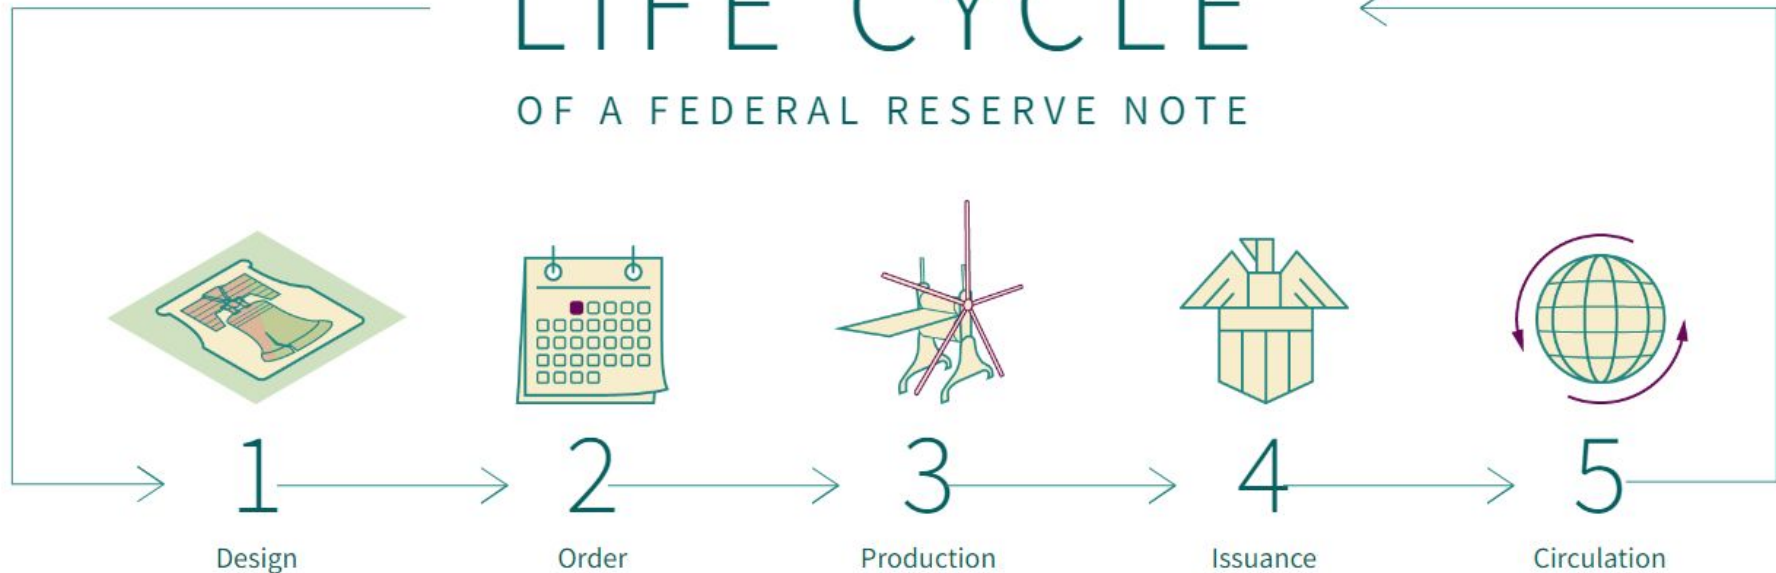 LIFE CYCLE
OF A FEDERAL RESERVE NOTE
1 2 3 4 5
Design Order Production Issuance Circulation